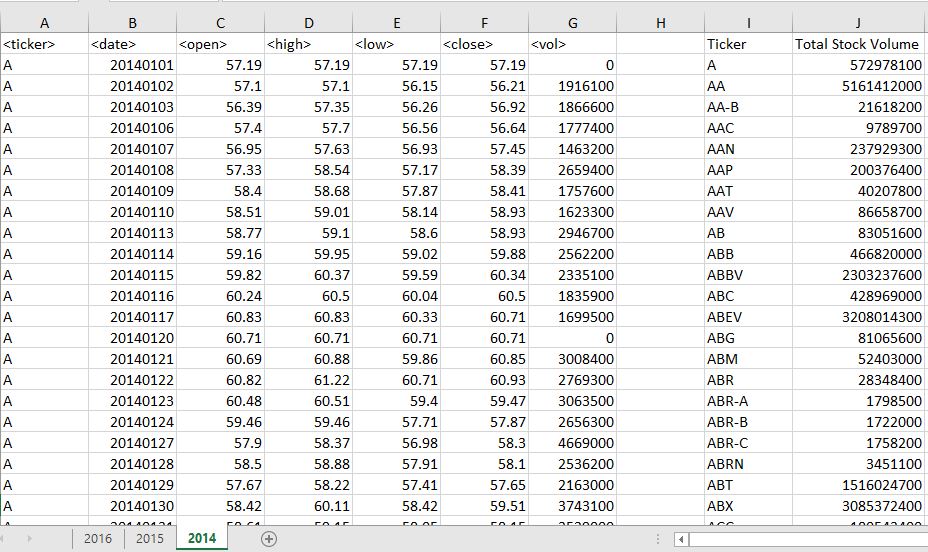 A B C D E F G H I J
<ticker> <date> <open> <high> <low> <close> <vol> Ticker Total Stock Volume
A 20140101 57.19 57.19 57.19 57.19 0 A 572978100
A 20140102 57.1 57.1 56.15 56.21 1916100 AA 5161412000
A 20140103 56.39 57.35 56.26 56.92 1866600 AA-B 21618200
A 20140106 57.4 57.7 56.56 56.64 1777400 AAC 9789700
A 20140107 56.95 57.63 56.93 57.45 1463200 AAN 237929300
A 20140108 57.33 58.54 57.17 58.39 2659400 AAP 200376400
A 20140109 58.4 58.68 57.87 58.41 1757600 AAT 40207800
A 20140110 58.51 59.01 58.14 58.93 1623300 AAV 86658700
A 20140113 58.77 59.1 58.6 58.93 2946700 AB 83051600
A 20140114 59.16 59.95 59.02 59.88 2562200 ABB 466820000
A 20140115 59.82 60.37 59.59 60.34 2335100 ABBV 2303237600
A 20140116 60.24 60.5 60.04 60.5 1835900 ABC 428969000
A 20140117 60.83 60.83 60.33 60.71 1699500 ABEV 3208014300
A 20140120 60.71 60.71 60.71 60.71 0 ABG 81065600
A 20140121 60.69 60.88 59.86 60.85 3008400 ABM 52403000
A 20140122 60.82 61.22 60.71 60.93 2769300 ABR 28348400
A 20140123 60.48 60.51 59.4 59.47 3063500 ABR-A 1798500
A 20140124 59.46 59.46 57.71 57.87 2656300 ABR-B 1722000
A 20140127 57.9 58.37 56.98 58.3 4669000 ABR-C 1758200
A 20140128 58.5 58.88 57.91 58.1 2536200 ABRN 3451100
A 20140129 57.67 58.22 57.41 57.65 2163000 ABT 1516024700
A 20140130 58.42 60.11 58.42 59.51 3743100 ABX 3085372400
2016 2015 2014